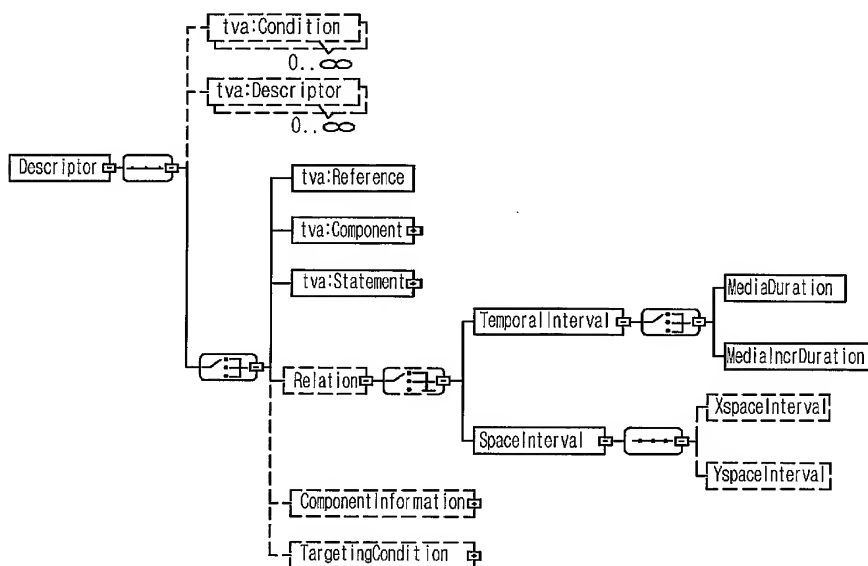 tva:Condition
0..∞
tva:Descriptor
0..∞
Descriptor
tva:Reference
tva:Component
tva:Statement
MediaDuration
TemporalInterval
MediaIncrDuration
Relation
XspaceInterval
SpaceInterval
YspaceInterval
ComponentInformation
TargetingCondition